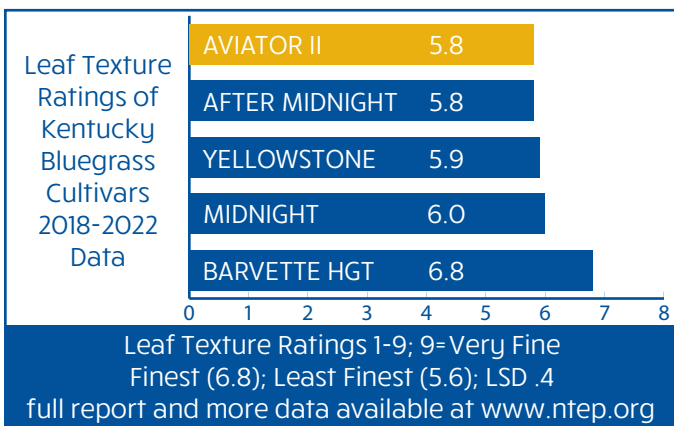 Leaf Texture
Ratings of
Kentucky
Bluegrass
Cultivars
2018-2022
Data
AVIATOR II 5.8
AFTER MIDNIGHT 5.8
YELLOWSTONE 5.9
MIDNIGHT 6.0
BARVETTE HGT 6.8
0 1 2 3 4 5 6 7 8
Leaf Texture Ratings 1-9; 9=Very Fine
Finest (6.8); Least Finest (5.6); LSD .4
full report and more data available at www.ntep.org